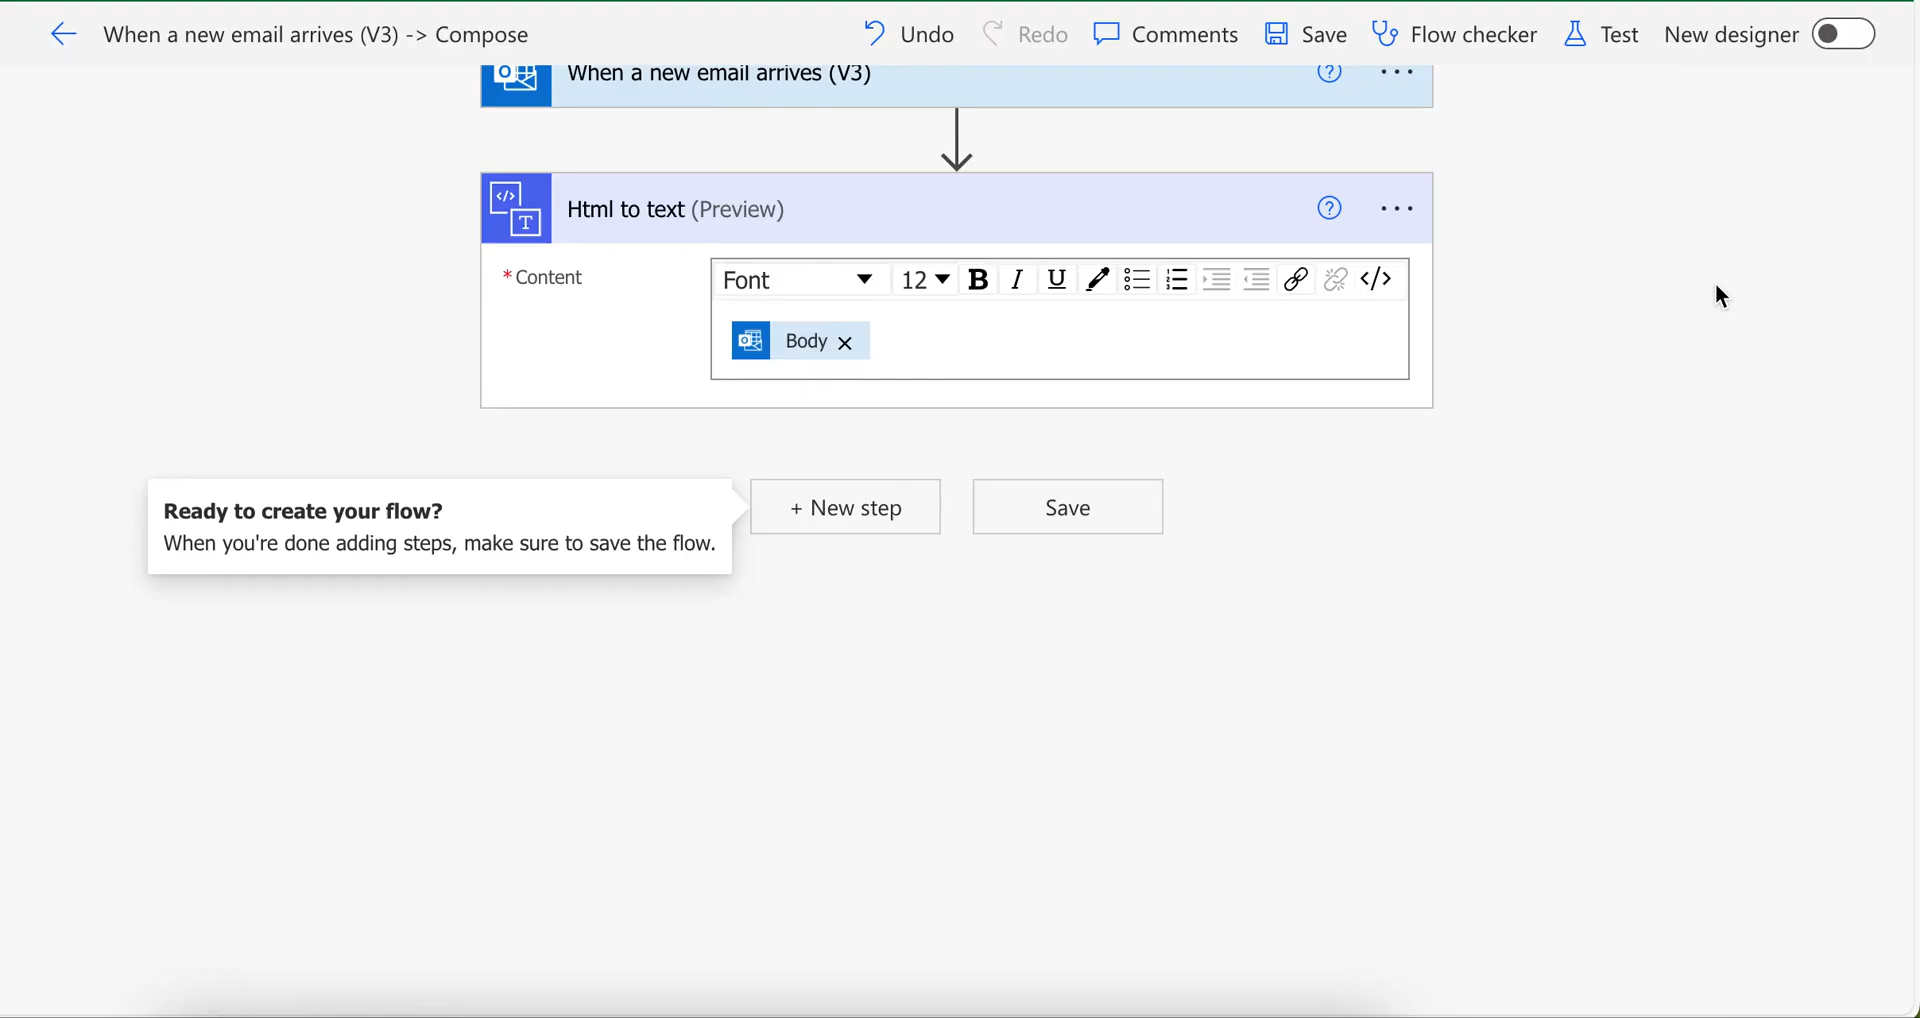 When a new email arrives (V3) -> Compose
Undo
Redo
Comments
Save
Flow checker
Test
New designer
When a new email arrives (V3)
Html to text (Preview)
* Content
Font
12
B
I
U
Body
Ready to create your flow?
When you're done adding steps, make sure to save the flow.
+ New step
Save